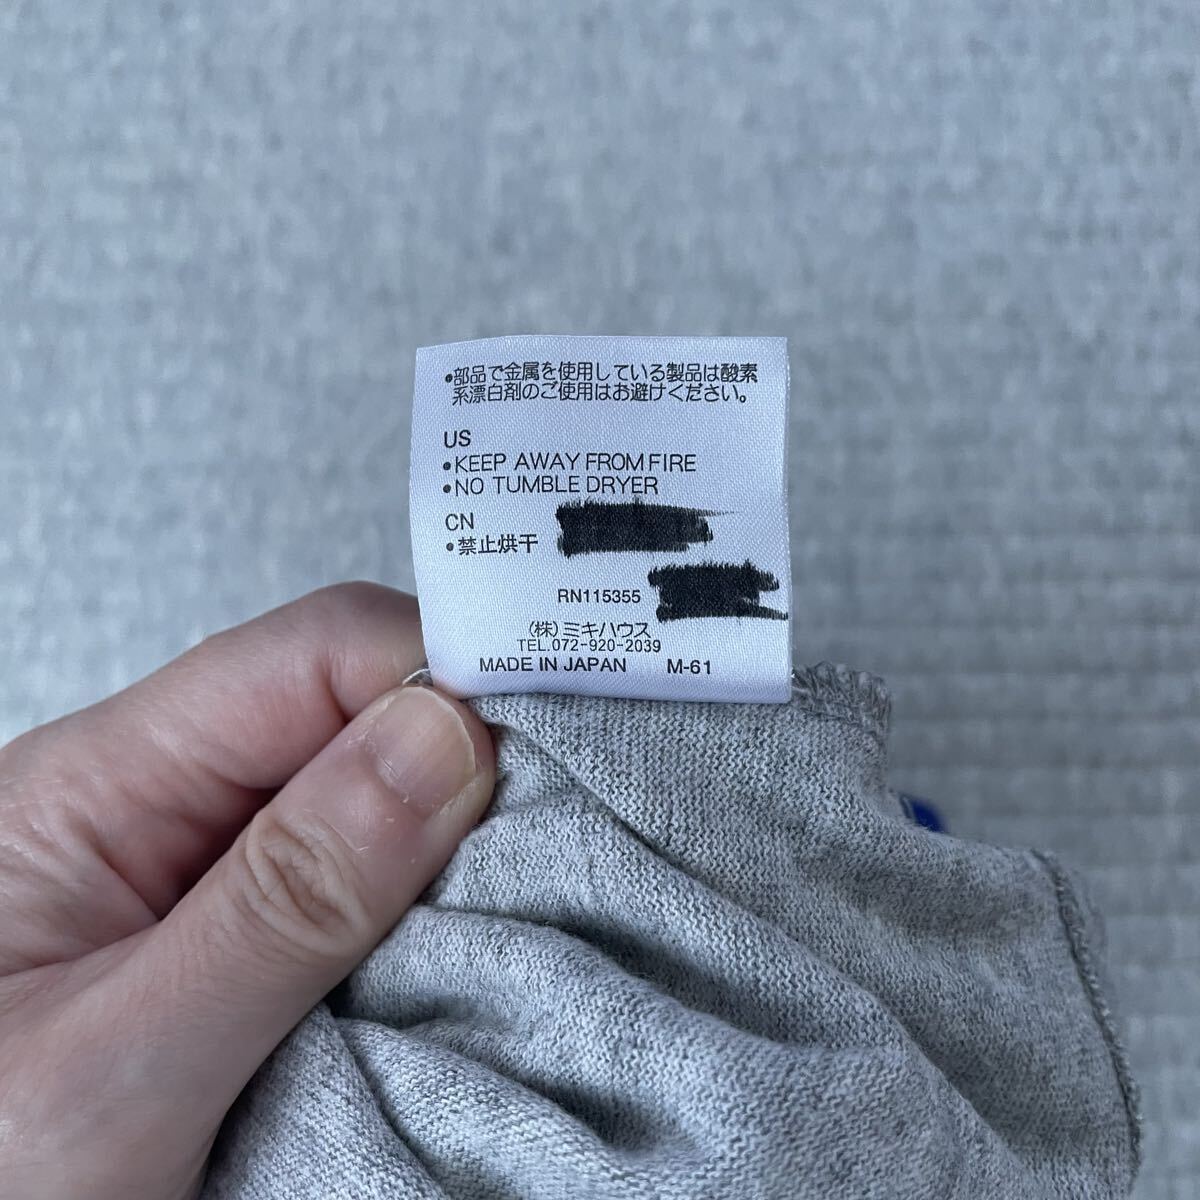 •部品で金属を使用している製品は酸素
系漂白剤のご使用はお避けください。
US
•KEEP AWAY FROM FIRE
•NO TUMBLE DRYER
CN
•禁止烘干
RN115355
(株)ミキハウス
TEL.072-920-2039
MADE IN JAPAN M-61